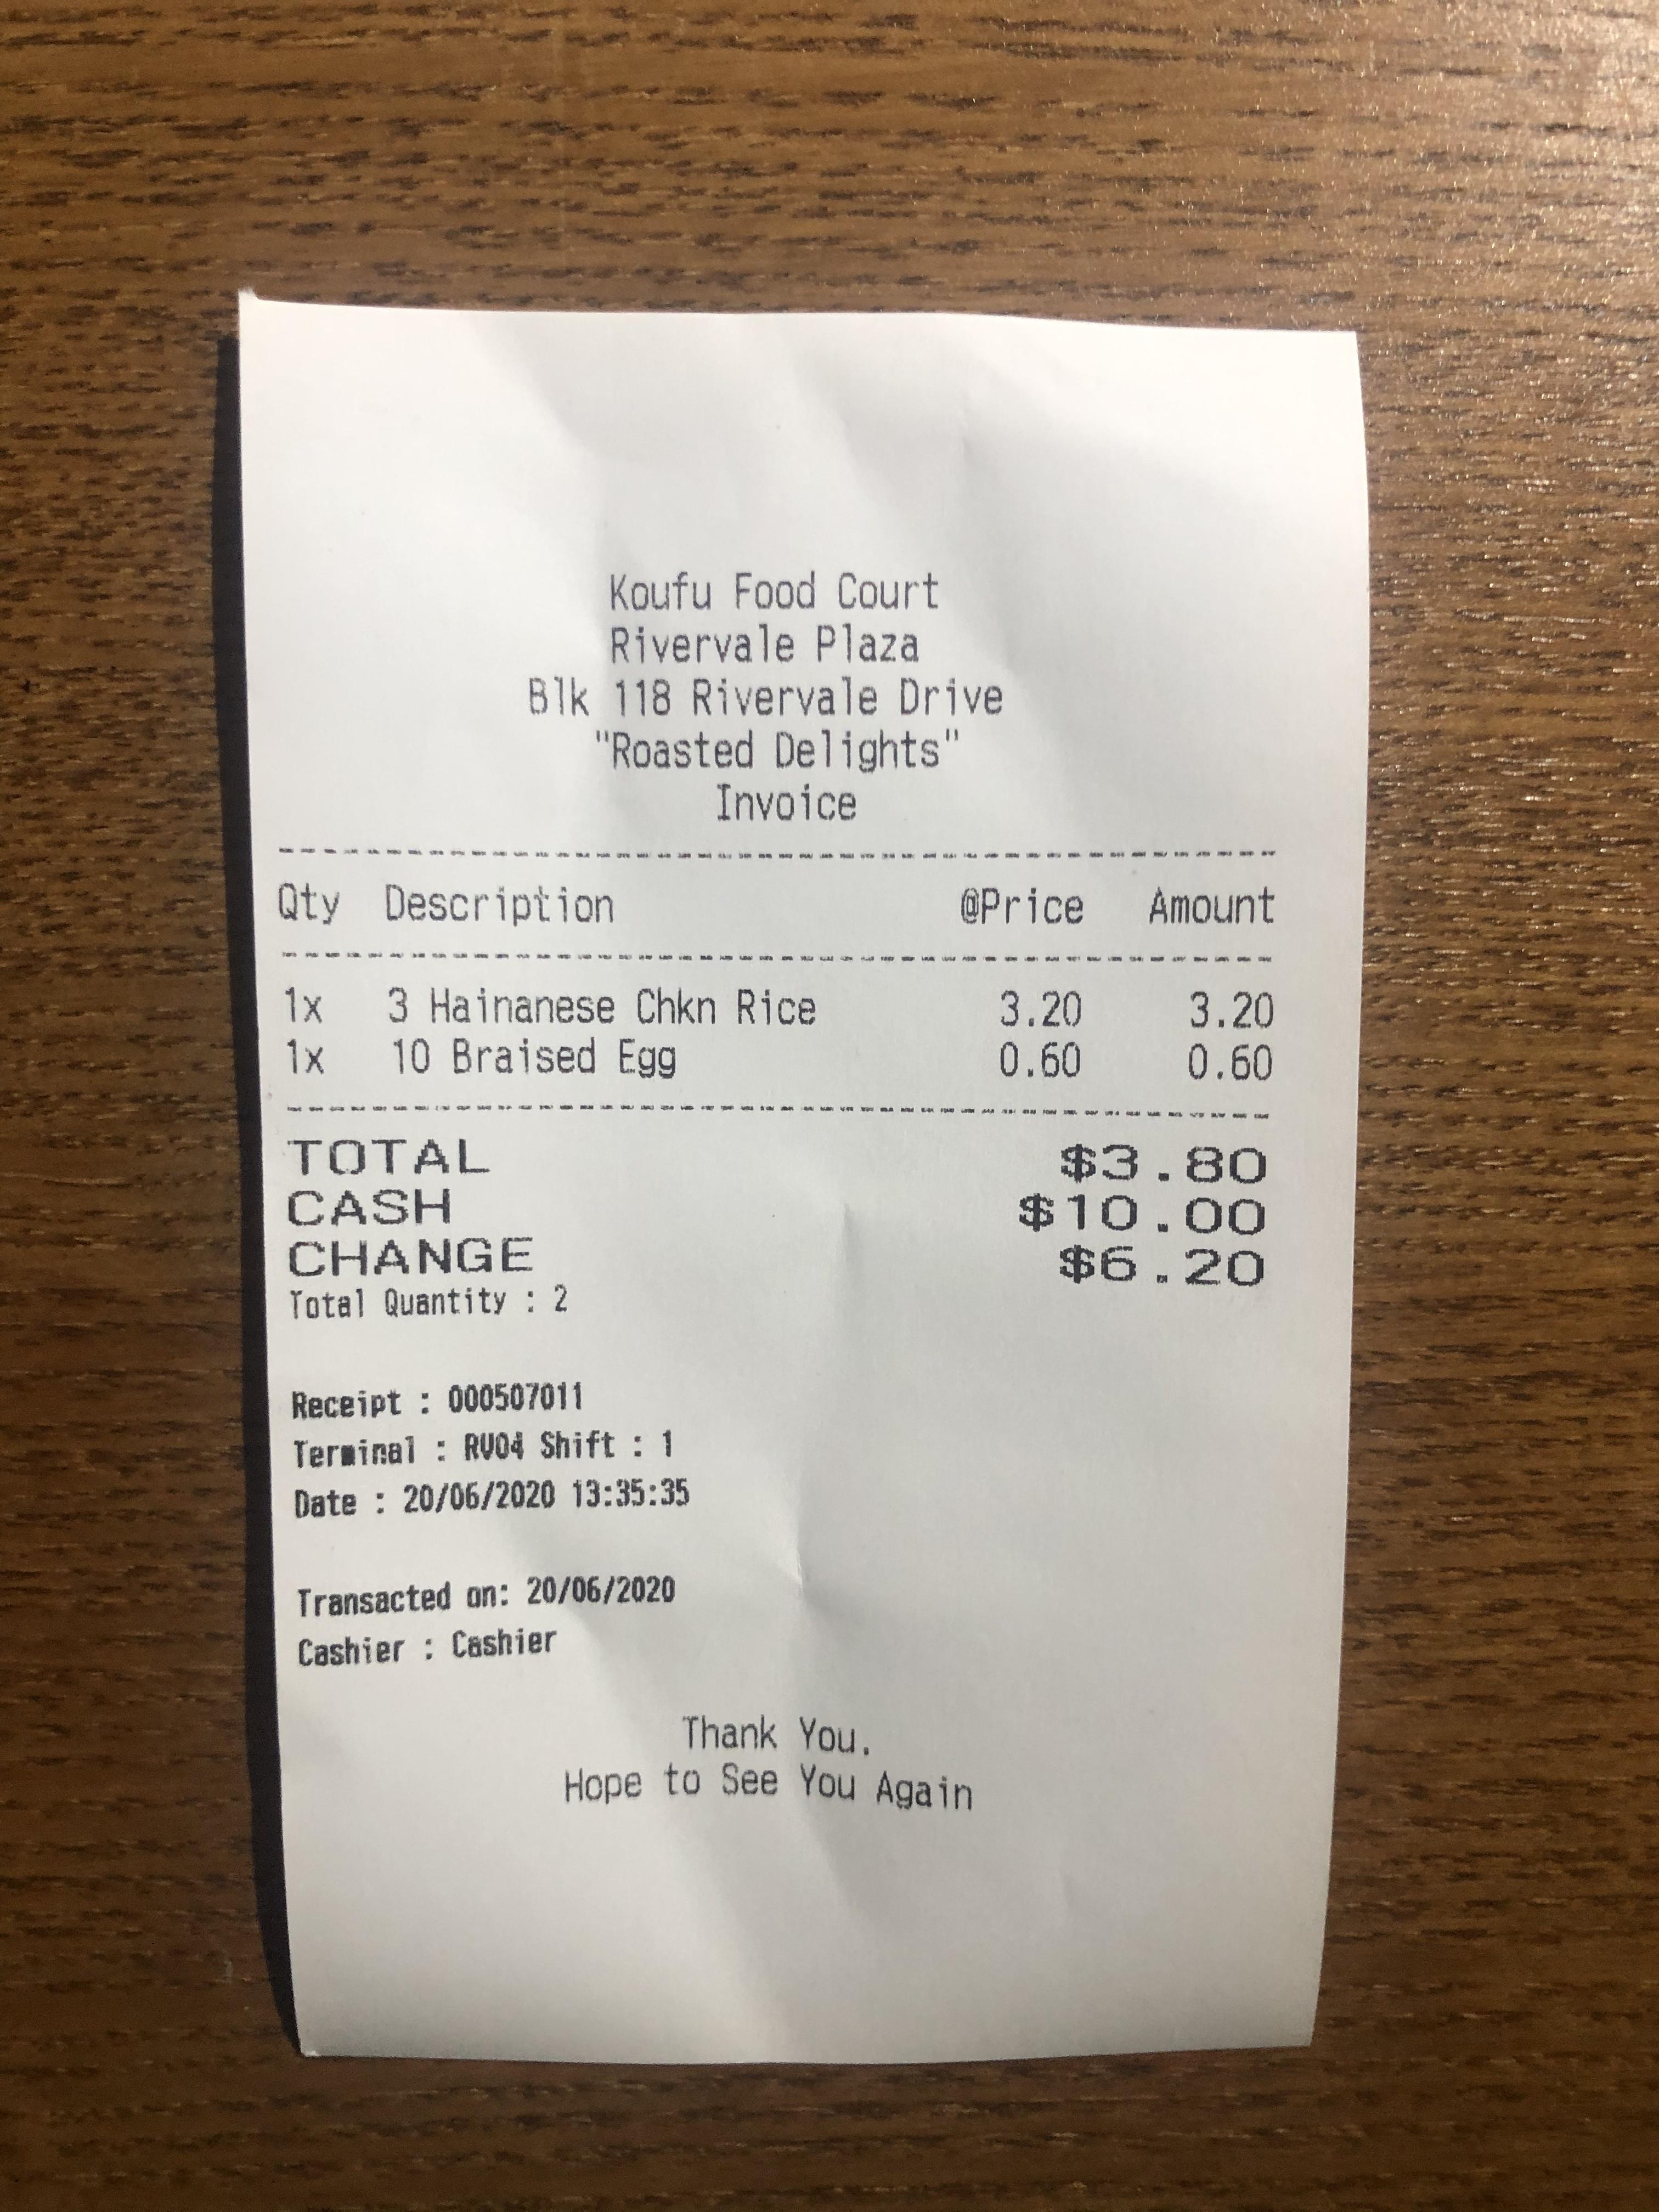 Koufu Food Court
Rivervale Plaza
Blk 118 Rivervale Drive
"Roasted Delights"
Invoice
Qty Description @Price Amount
1x 3 Hainanese Chkn Rice 3.20 3.20
1x 10 Braised Egg 0.60 0.60
TOTAL $3.80
CASH $10.00
CHANGE $6.20
Total Quantity : 2
Receipt : 000507011
Terminal : RV04 Shift : 1
Date : 20/06/2020 13:35:35
Transacted on: 20/06/2020
Cashier : Cashier
Thank You.
Hope to See You Again